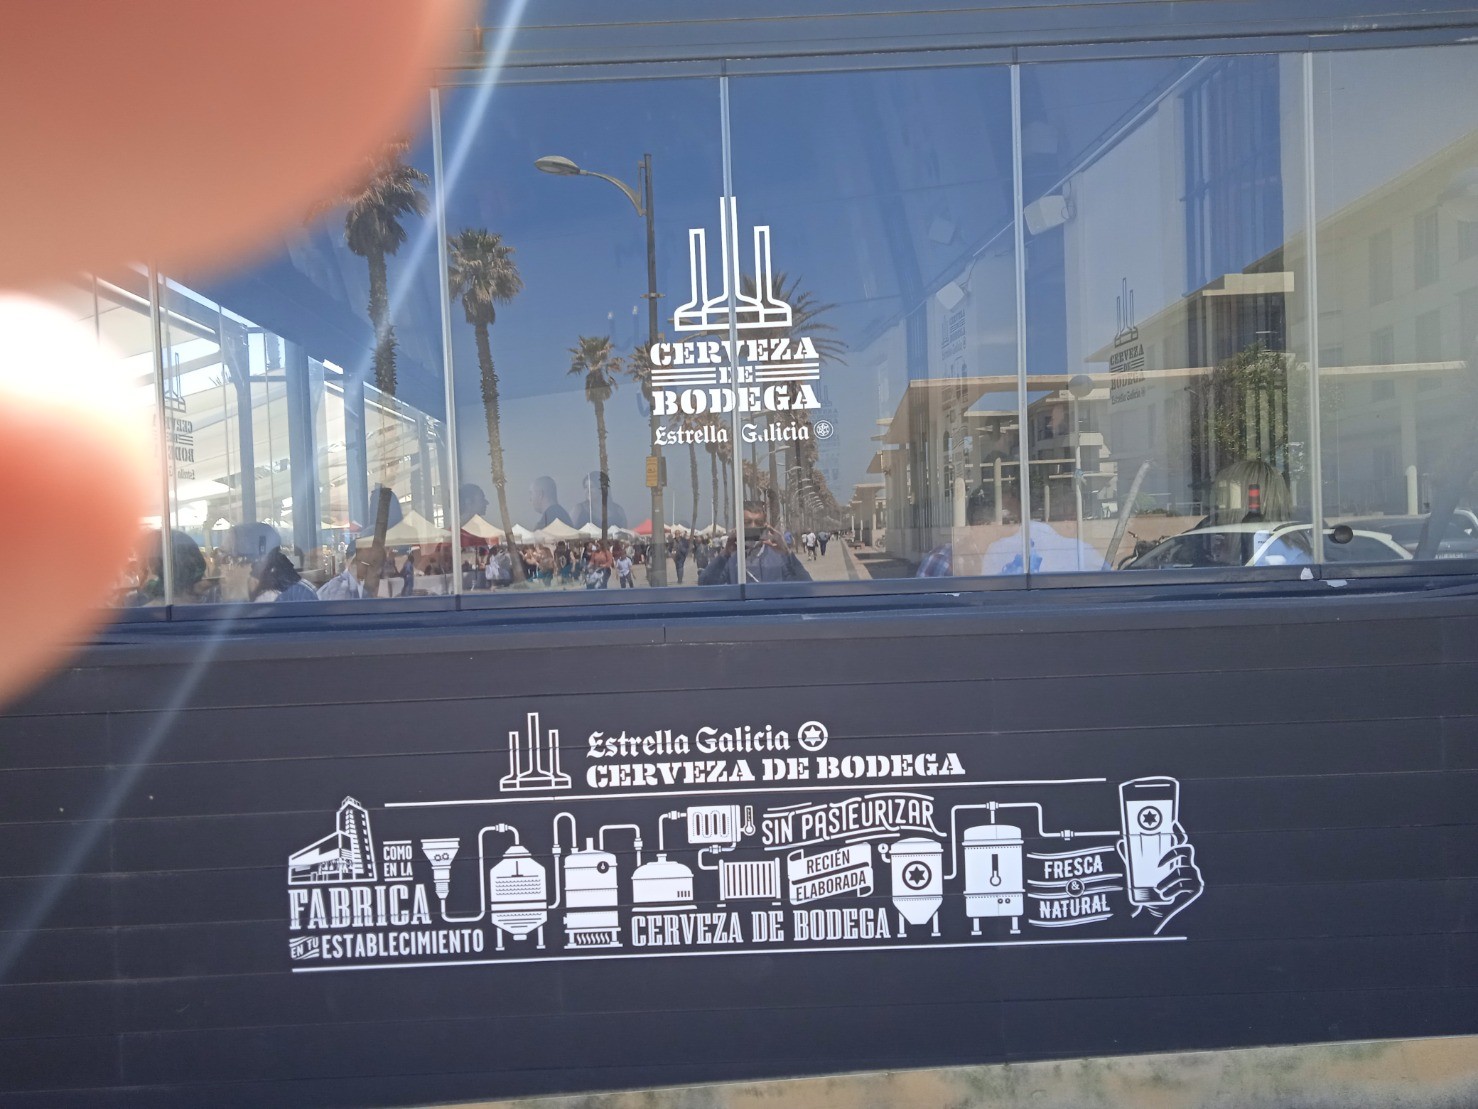 CERVEZA
DE
BODEGA
Estrella Galicia
Estrella Galicia
CERVEZA DE BODEGA
COMO
EN LA
FABRICA
EN TU ESTABLECIMIENTO
SIN PASTEURIZAR
RECIÉN
ELABORADA
CERVEZA DE BODEGA
FRESCA
&
NATURAL